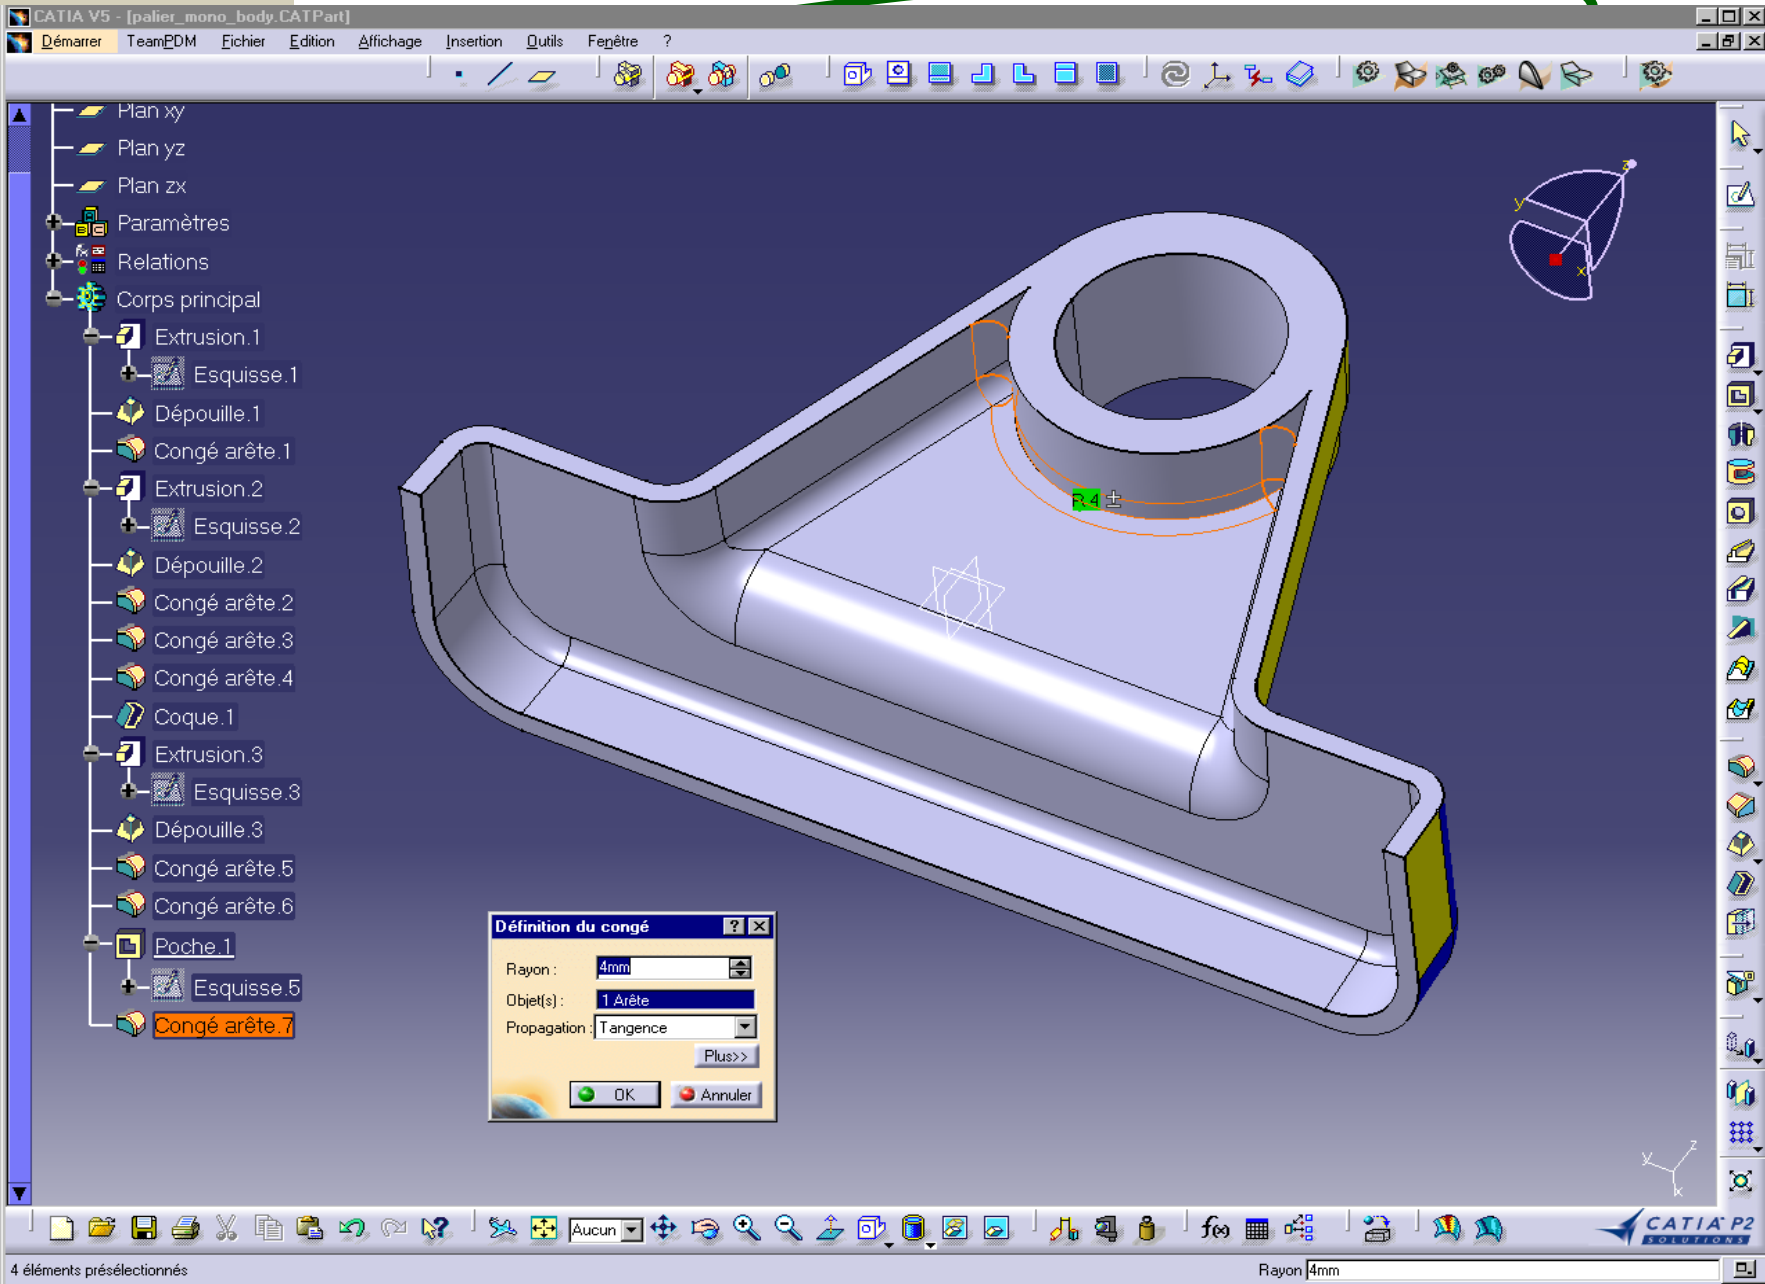 CATIA V5 - [palier_mono_body.CATPart]
Démarrer TeamPDM Fichier Edition Affichage Insertion Outils Fenêtre ?
Plan xy
Plan yz
Plan zx
Paramètres
Relations
Corps principal
Extrusion.1
Esquisse.1
Dépouille.1
Congé arête.1
Extrusion.2
Esquisse.2
Dépouille.2
Congé arête.2
Congé arête.3
Congé arête.4
Coque.1
Extrusion.3
Esquisse.3
Dépouille.3
Congé arête.5
Congé arête.6
Poche.1
Esquisse.5
Congé arête.7
z
y
x
R 4
Définition du congé
Rayon : 4mm
Objet(s) : 1 Arête
Propagation : Tangence
Plus>>
OK Annuler
z
y
x
Aucun
f(x)
CATIA P2
SOLUTIONS
4 éléments présélectionnés
Rayon 4mm